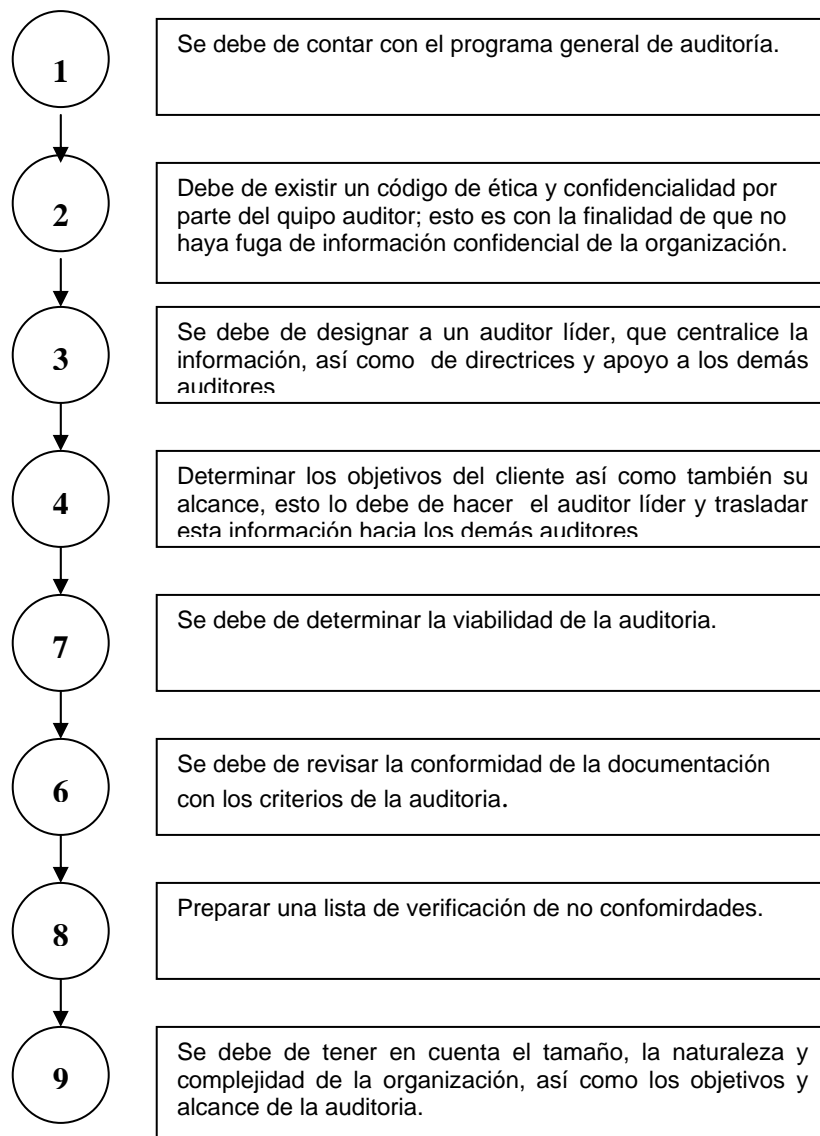 1
Se debe de contar con el programa general de auditoría.
2
Debe de existir un código de ética y confidencialidad por
parte del quipo auditor; esto es con la finalidad de que no
haya fuga de información confidencial de la organización.
3
Se debe de designar a un auditor líder, que centralice la
información, así como de directrices y apoyo a los demás
auditores
4
Determinar los objetivos del cliente así como también su
alcance, esto lo debe de hacer el auditor líder y trasladar
esta información hacia los demás auditores
7
Se debe de determinar la viabilidad de la auditoria.
6
Se debe de revisar la conformidad de la documentación
con los criterios de la auditoria.
8
Preparar una lista de verificación de no confomirdades.
9
Se debe de tener en cuenta el tamaño, la naturaleza y
complejidad de la organización, así como los objetivos y
alcance de la auditoria.